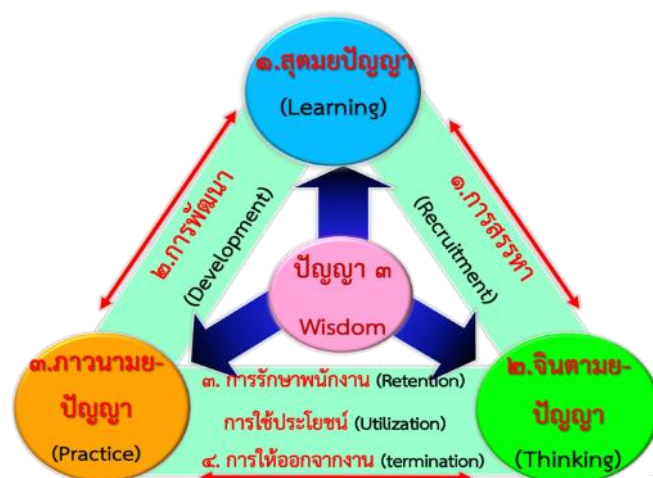 ๑.สุตมยปัญญา
(Learning)
๑.การสรรหา
(Recruitment)
๒.การพัฒนา
(Development)
ปัญญา ๓
Wisdom
๓.ภาวนามย-
ปัญญา
(Practice)
๓. การรักษาพนักงาน (Retention)
การใช้ประโยชน์ (Utilization)
๔. การให้ออกจากงาน (termination)
๒.จินตามย-
ปัญญา
(Thinking)